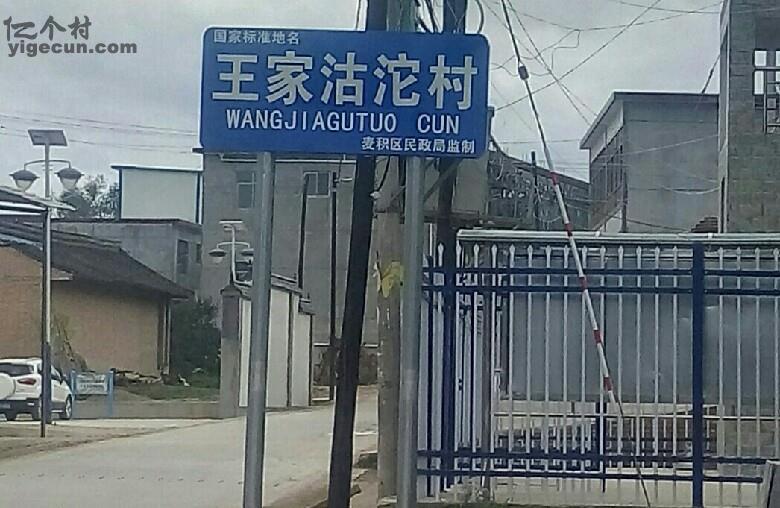 亿个村
yigecun.com
国家标准地名
王家沽沱村
WANGJIAGUTUO CUN
麦积区民政局监制